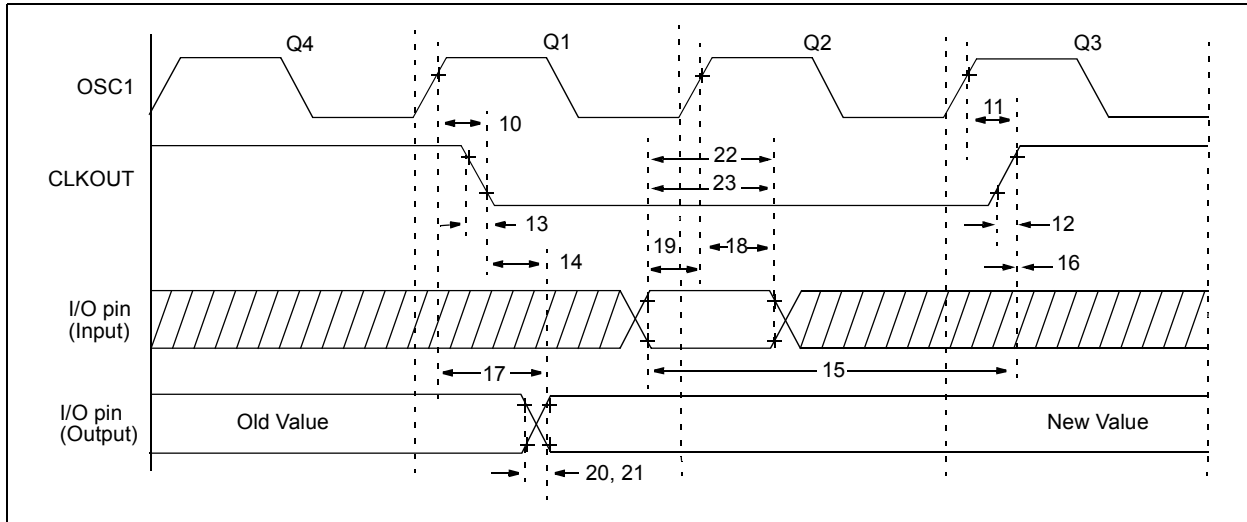 Q4
Q1
Q2
Q3
OSC1
10
11
22
CLKOUT
23
13
12
19
18
14
16
I/O pin
(Input)
17
15
I/O pin
(Output)
Old Value
New Value
20, 21